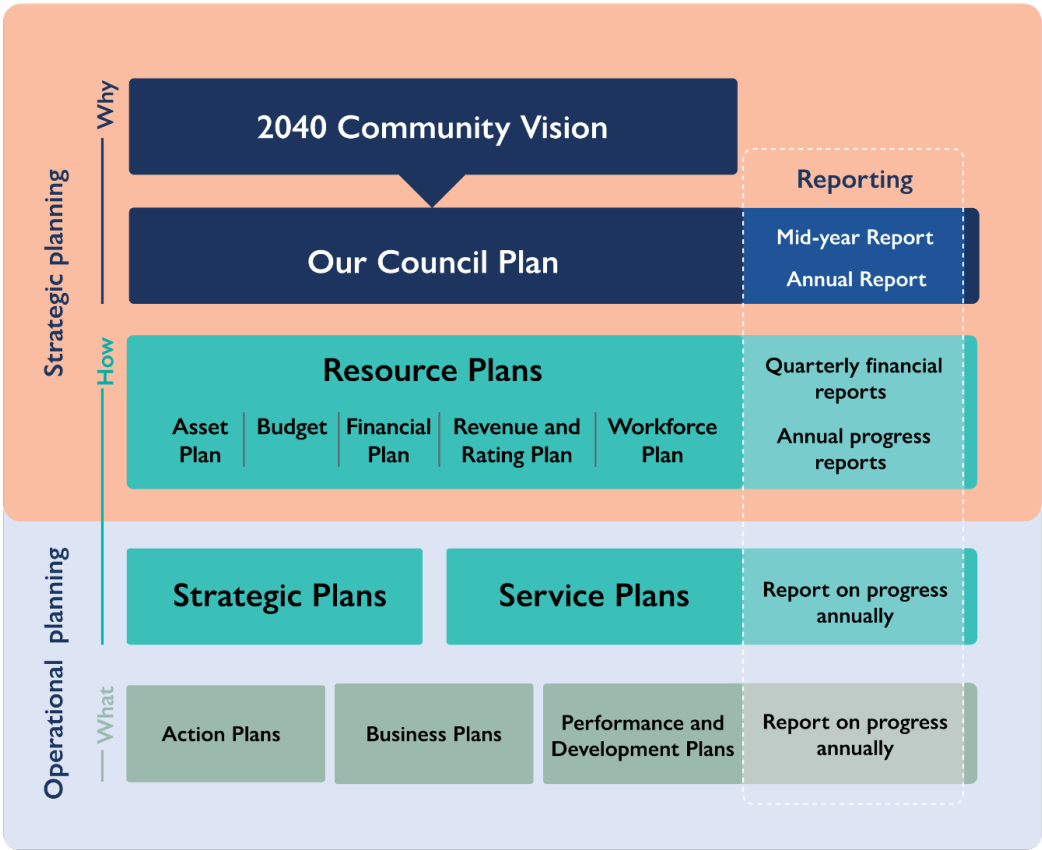 Strategic planning
Why
2040 Community Vision
Our Council Plan
Reporting
Mid-year Report
Annual Report
How
Resource Plans
Asset
Plan
Budget
Financial
Plan
Revenue and
Rating Plan
Workforce
Plan
Quarterly financial
reports
Annual progress
reports
Operational planning
Strategic Plans
Service Plans
Report on progress
annually
What
Action Plans
Business Plans
Performance and
Development Plans
Report on progress
annually